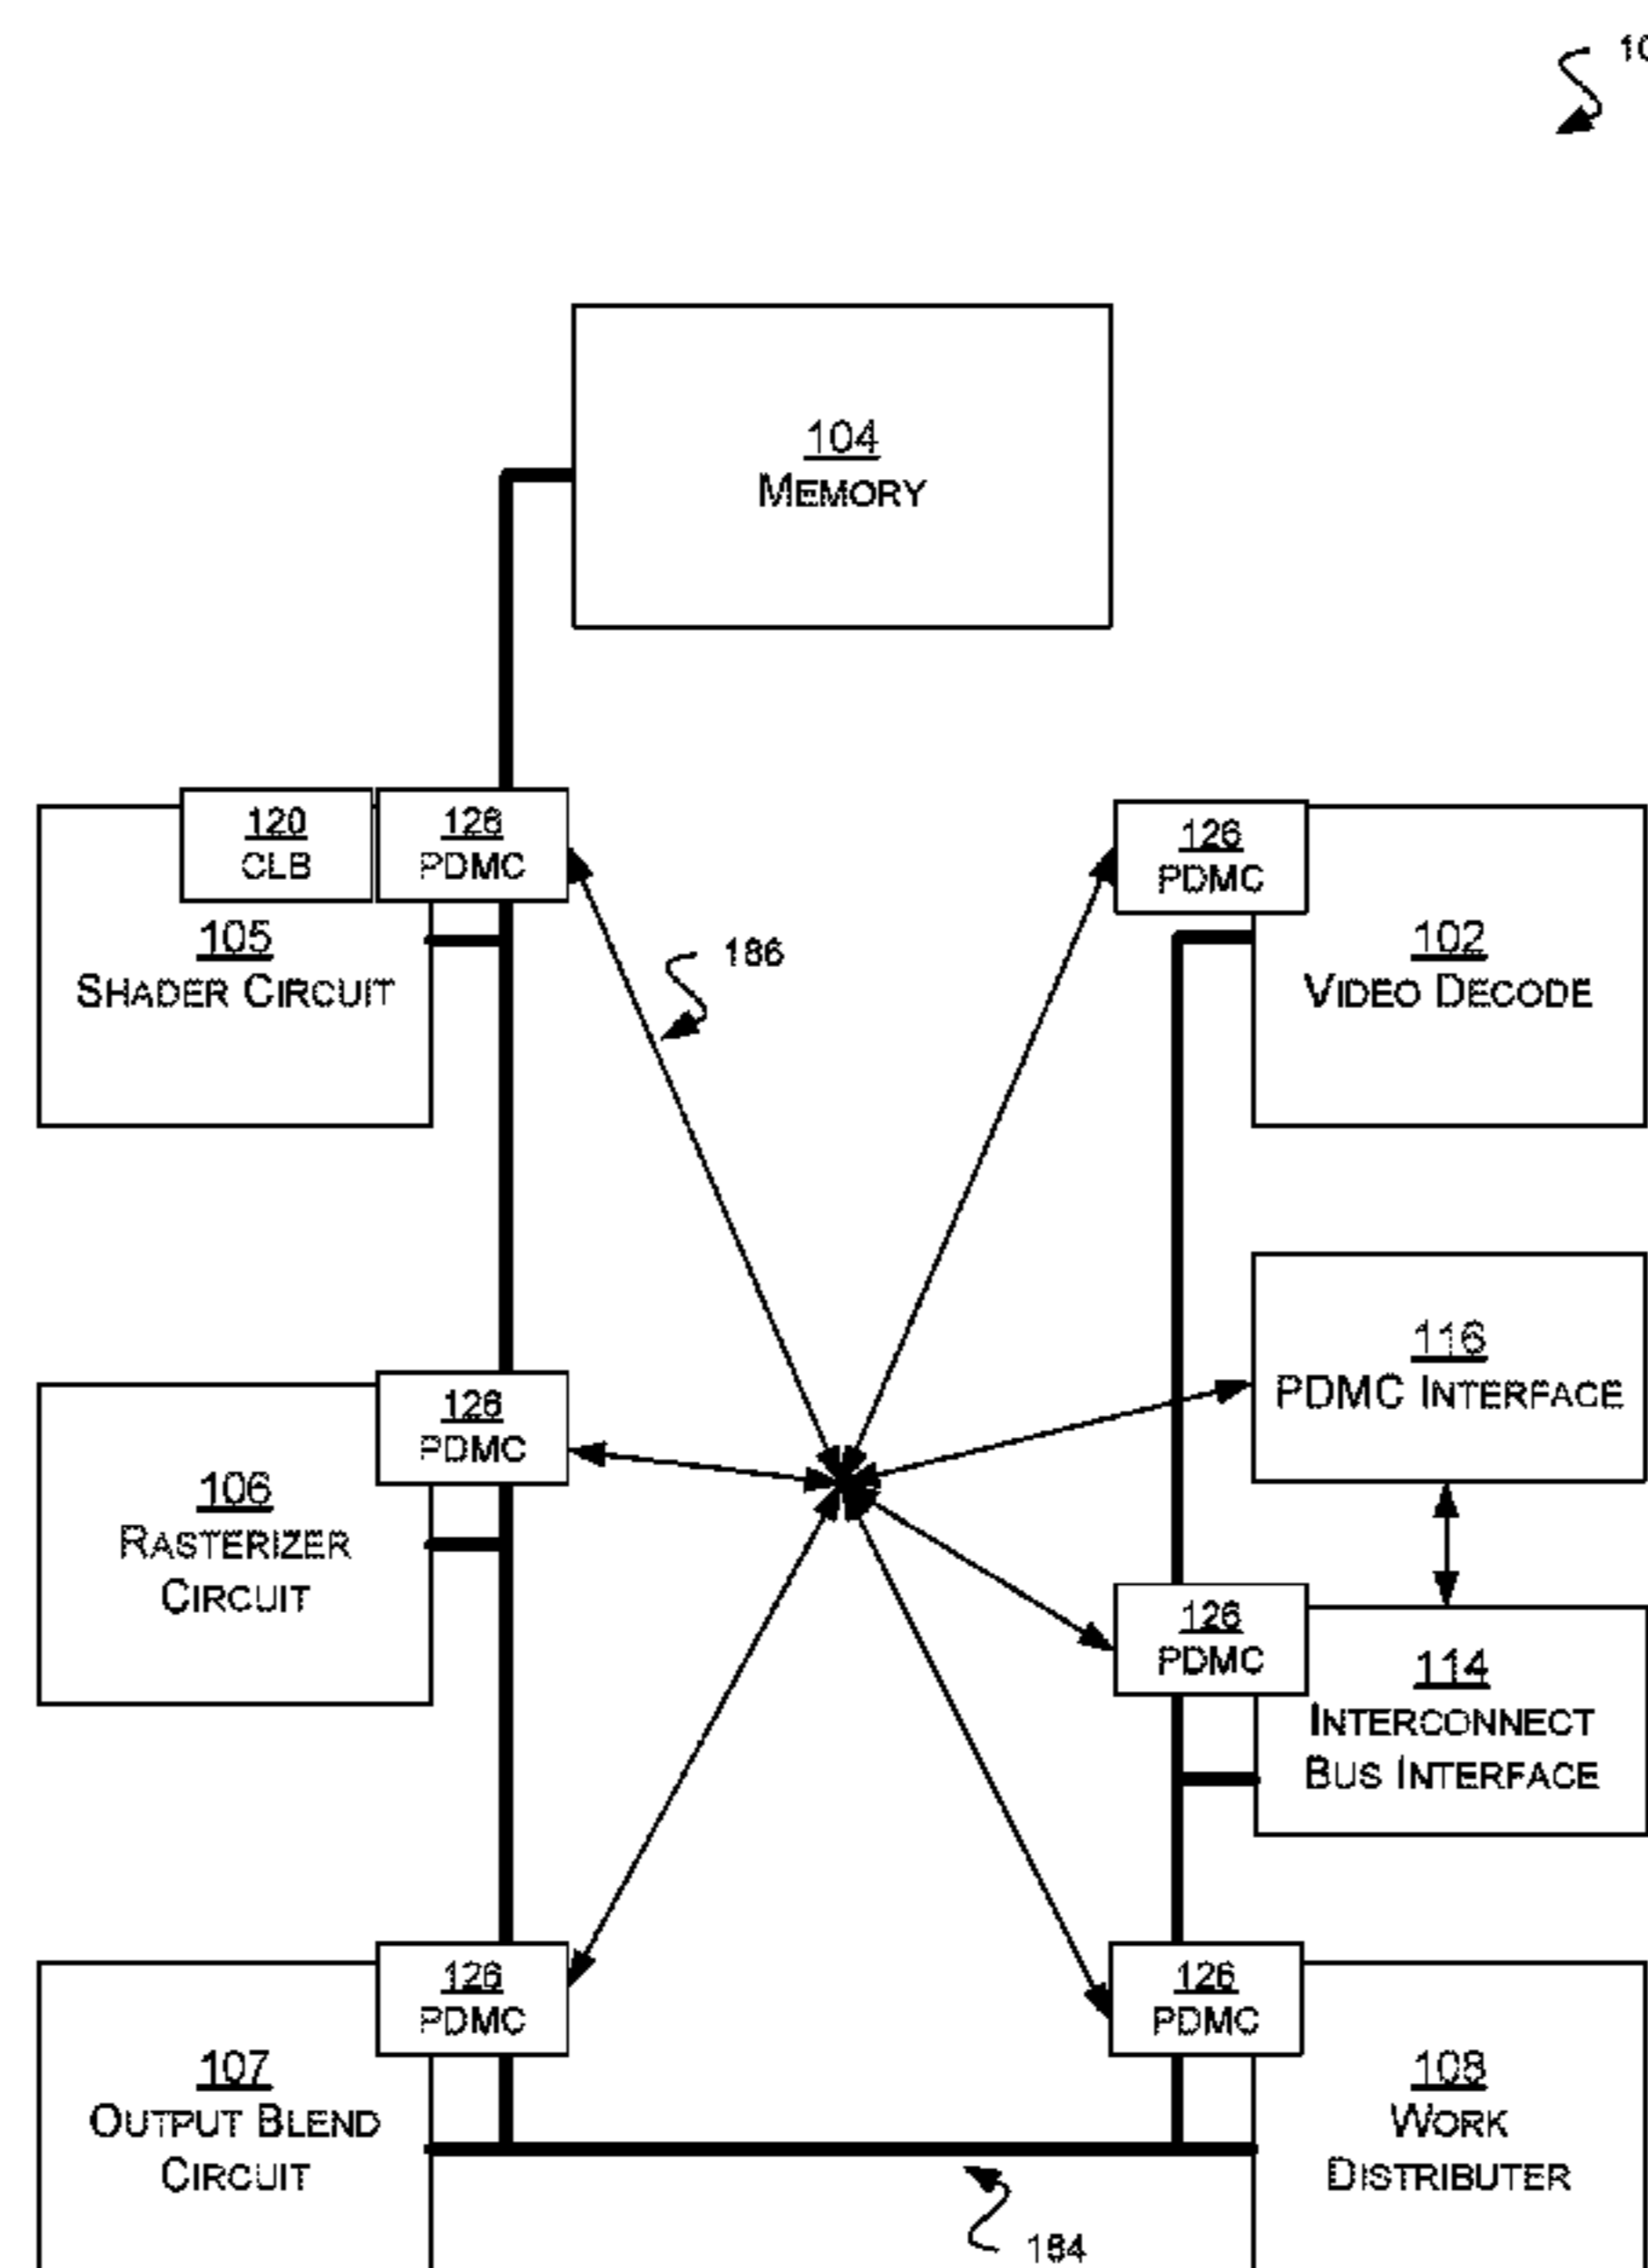 10
104
MEMORY
120
CLB
126
PDMC
126
PDMC
105
SHADER CIRCUIT
186
102
VIDEO DECODE
116
PDMC INTERFACE
126
PDMC
106
RASTERIZER
CIRCUIT
126
PDMC
114
INTERCONNECT
BUS INTERFACE
126
PDMC
126
PDMC
107
OUTPUT BLEND
CIRCUIT
108
WORK
DISTRIBUTER
184